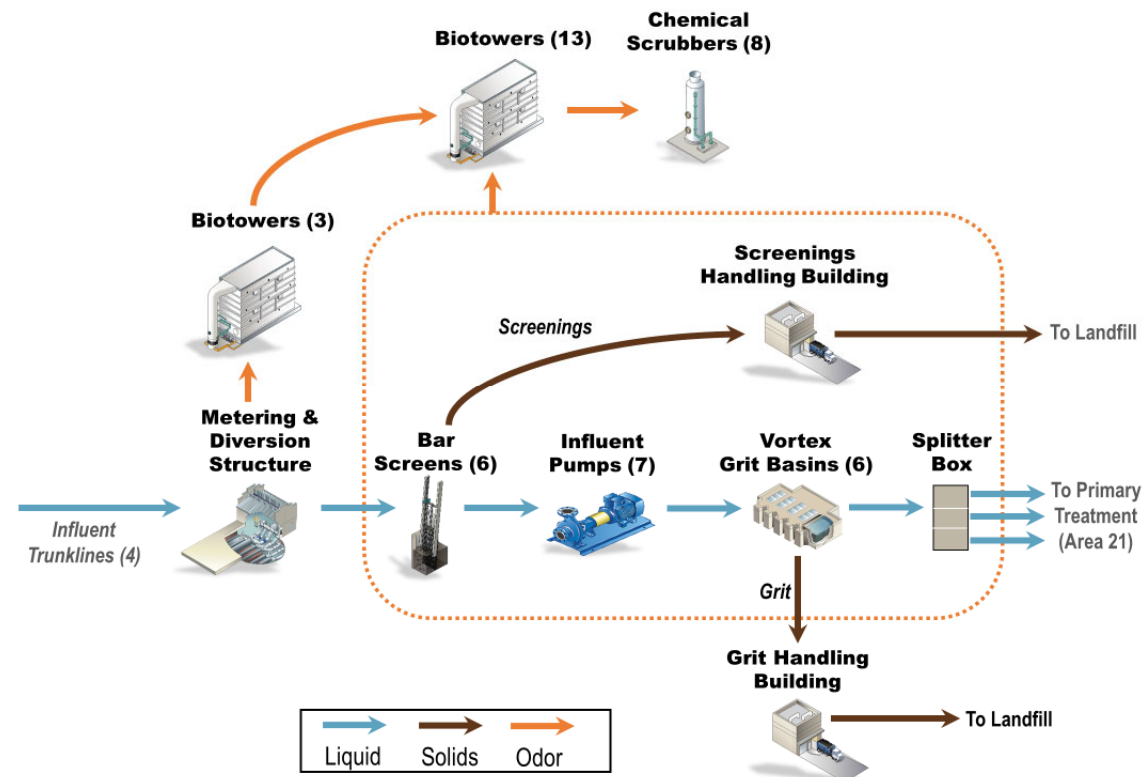 Biotowers (13)
Chemical
Scrubbers (8)
Biotowers (3)
Screenings
Handling Building
Screenings
To Landfill
Metering &
Diversion
Structure
Bar
Screens (6)
Influent
Pumps (7)
Vortex
Grit Basins (6)
Splitter
Box
Influent
Trunklines (4)
To Primary
Treatment
(Area 21)
Grit
Grit Handling
Building
To Landfill
Liquid
Solids
Odor